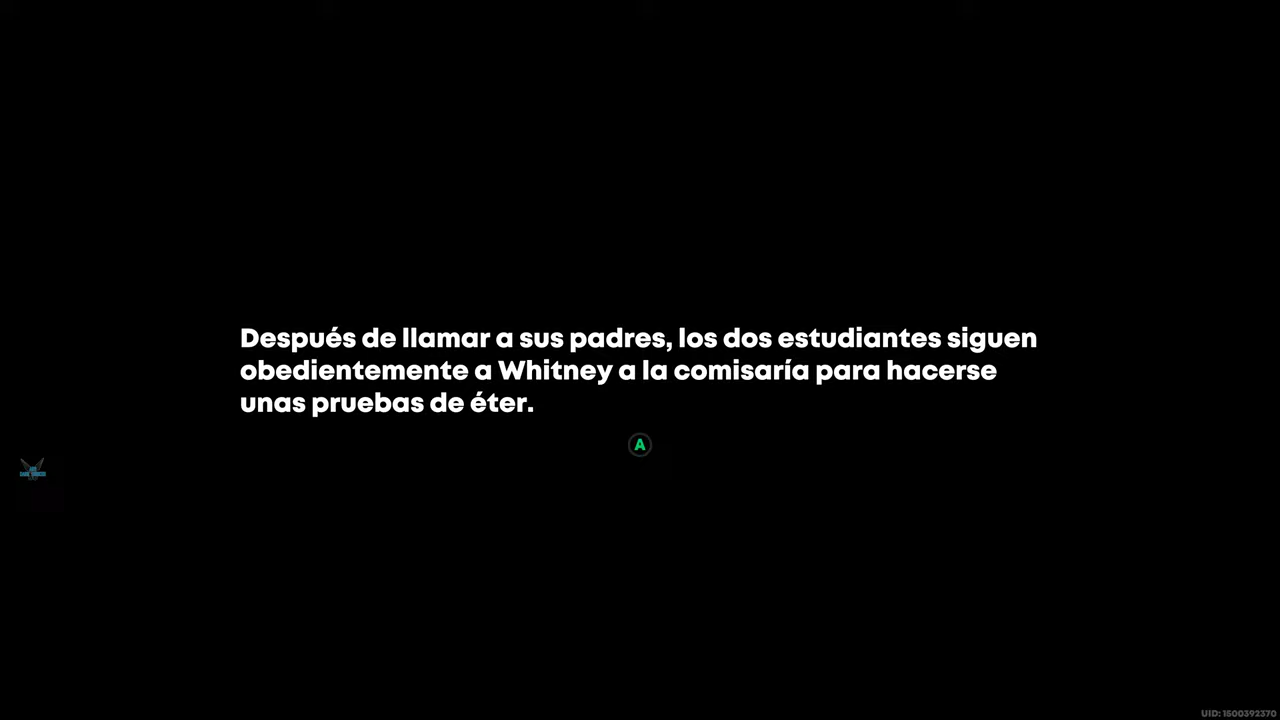 Después de llamar a sus padres, los dos estudiantes siguen
obedientemente a Whitney a la comisaría para hacerse
unas pruebas de éter.
A
UID: 1500392370